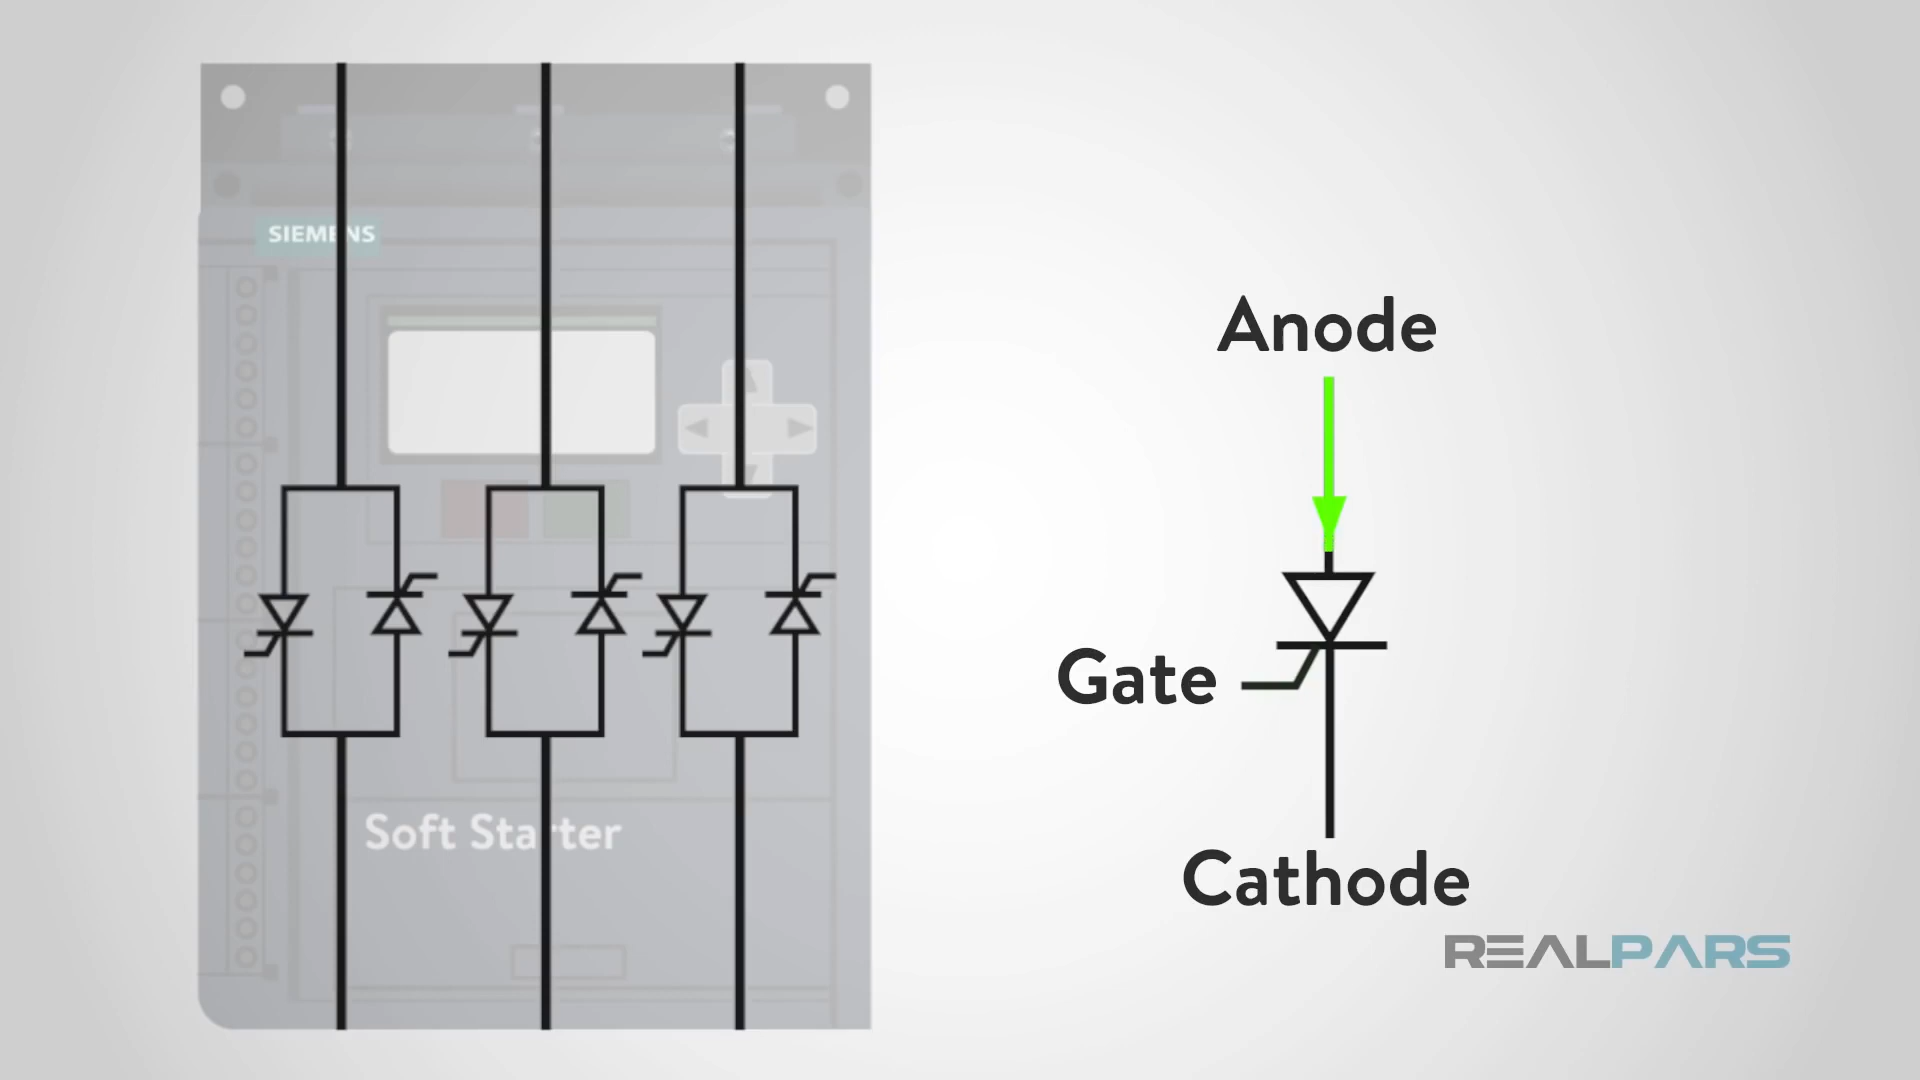 SIEMENS
Soft Starter
Anode
Gate
Cathode
REALPARS